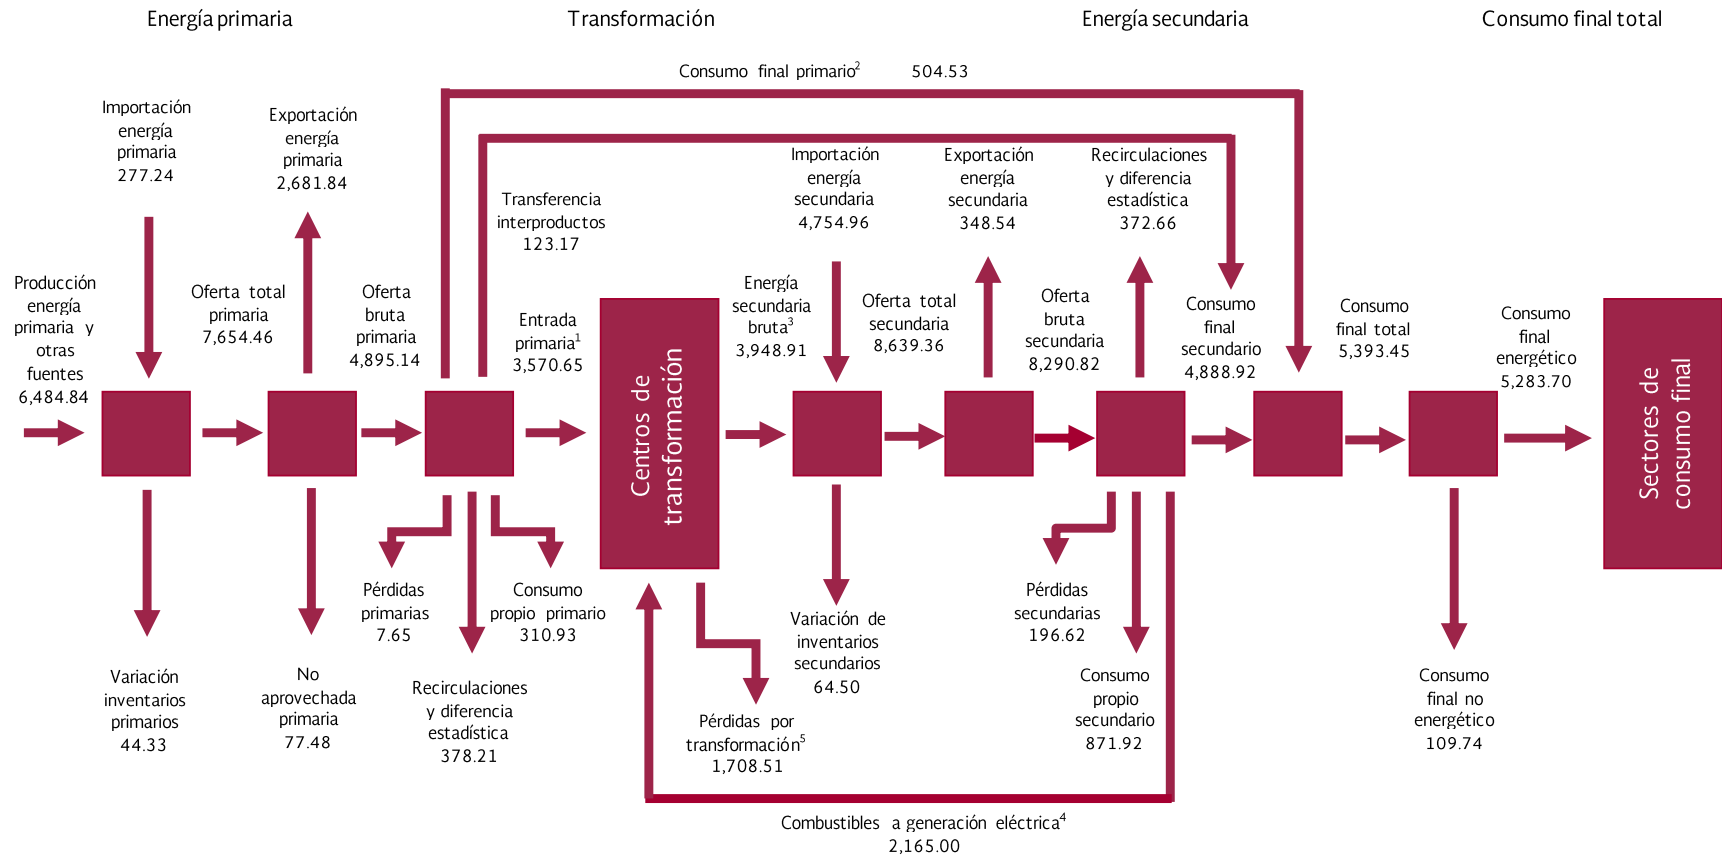 Energía primaria
Transformación
Energía secundaria
Consumo final total
Consumo final primario² 504.53
Importación
energía
primaria
277.24
Exportación
energía
primaria
2,681.84
Transferencia
interproductos
123.17
Importación
energía
secundaria
4,754.96
Exportación
energía
secundaria
348.54
Recirculaciones
y diferencia
estadística
372.66
Producción
energía
primaria y
otras
fuentes
6,484.84
Oferta total
primaria
7,654.46
Oferta
bruta
primaria
4,895.14
Entrada
primaria¹
3,570.65
Energía
secundaria
bruta³
3,948.91
Oferta total
secundaria
8,639.36
Oferta
bruta
secundaria
8,290.82
Consumo
final
secundario
4,888.92
Consumo
final total
5,393.45
Consumo
final
energético
5,283.70
Centros de
transformación
Sectores de
consumo final
Variación
inventarios
primarios
44.33
No
aprovechada
primaria
77.48
Pérdidas
primarias
7.65
Recirculaciones
y diferencia
estadística
378.21
Consumo
propio primario
310.93
Pérdidas por
transformación⁵
1,708.51
Variación de
inventarios
secundarios
64.50
Pérdidas
secundarias
196.62
Consumo
propio
secundario
871.92
Consumo
final no
energético
109.74
Combustibles a generación eléctrica⁴
2,165.00